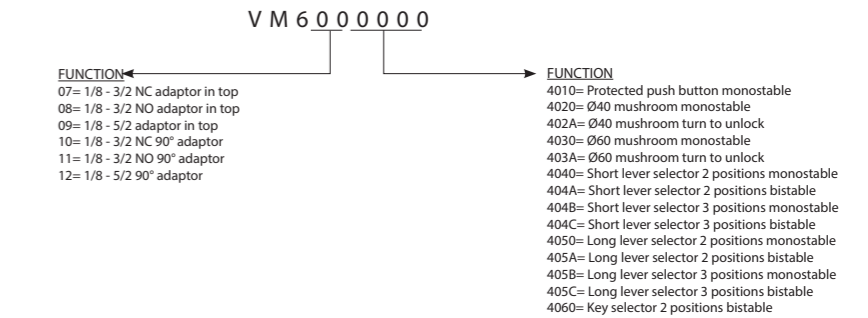 VM6000000
FUNCTION
07= 1/8 - 3/2 NC adaptor in top
08= 1/8 - 3/2 NO adaptor in top
09= 1/8 - 5/2 adaptor in top
10= 1/8 - 3/2 NC 90° adaptor
11= 1/8 - 3/2 NO 90° adaptor
12= 1/8 - 5/2 90° adaptor
FUNCTION
4010= Protected push button monostable
4020= Ø40 mushroom monostable
402A= Ø40 mushroom turn to unlock
4030= Ø60 mushroom monostable
403A= Ø60 mushroom turn to unlock
4040= Short lever selector 2 positions monostable
404A= Short lever selector 2 positions bistable
404B= Short lever selector 3 positions monostable
404C= Short lever selector 3 positions bistable
4050= Long lever selector 2 positions monostable
405A= Long lever selector 2 positions bistable
405B= Long lever selector 3 positions monostable
405C= Long lever selector 3 positions bistable
4060= Key selector 2 positions bistable